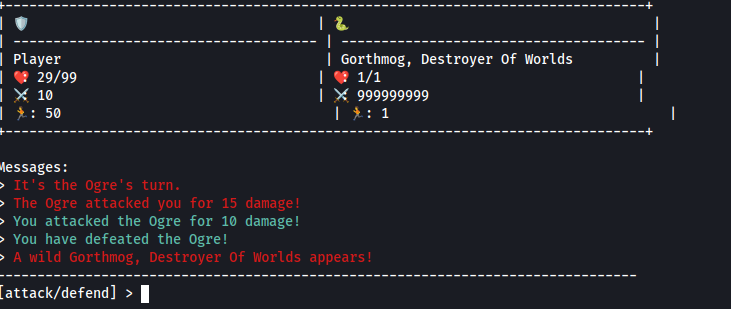 +-----------------------------------------------------------------------+
| 🛡️ | 🐍 |
| ---------------------------------- | ---------------------------------- |
| Player | Gorthmog, Destroyer Of Worlds |
| 💖 29/99 | 💖 1/1 |
| ⚔️ 10 | ⚔️ 999999999 |
| 🏃: 50 | 🏃: 1 |
+-----------------------------------------------------------------------+
Messages:
> It's the Ogre's turn.
> The Ogre attacked you for 15 damage!
> You attacked the Ogre for 10 damage!
> You have defeated the Ogre!
> A wild Gorthmog, Destroyer Of Worlds appears!
-----------------------------------------------------------------------
[attack/defend] >